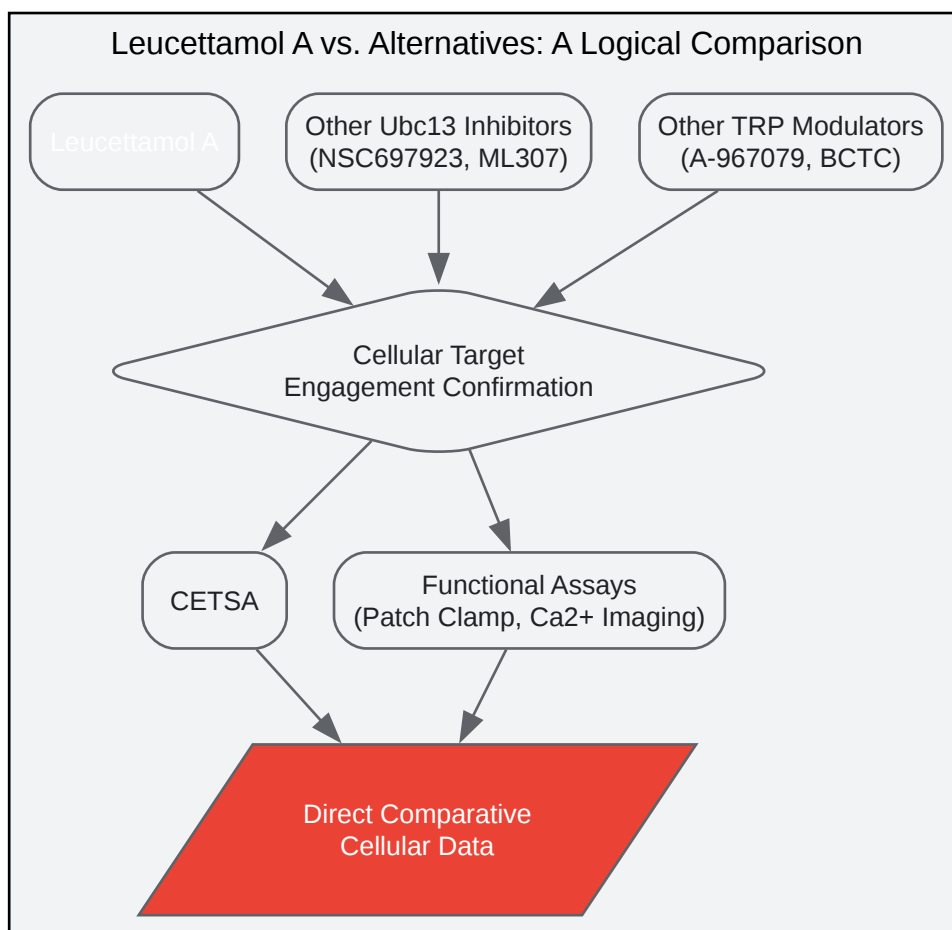 Leucettamol A vs. Alternatives: A Logical Comparison
Leucettamol A
Other Ubc13 Inhibitors
(NSC697923, ML307)
Other TRP Modulators
(A-967079, BCTC)
Cellular Target
Engagement Confirmation
CETSA
Functional Assays
(Patch Clamp, Ca2+ Imaging)
Direct Comparative
Cellular Data